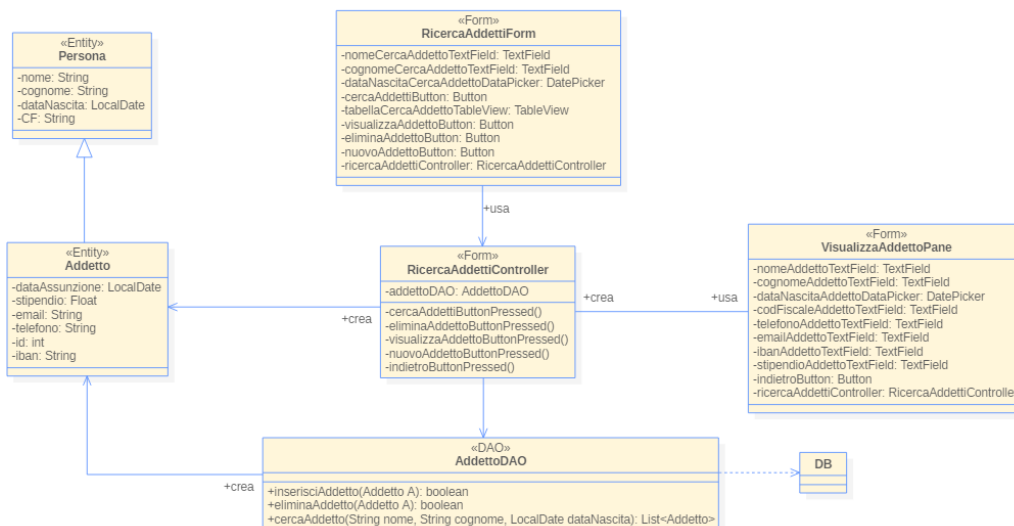 «Form»
RicercaAddettiForm
-nomeCercaAddettoTextField: TextField
-cognomeCercaAddettoTextField: TextField
-dataNascitaCercaAddettoDataPicker: DatePicker
-cercaAddettiButton: Button
-tabellaCercaAddettoTableView: TableView
-visualizzaAddettoButton: Button
-eliminaAddettoButton: Button
-nuovoAddettoButton: Button
-ricercaAddettiController: RicercaAddettiController
«Entity»
Persona
-nome: String
-cognome: String
-dataNascita: LocalDate
-CF: String
+usa
«Entity»
Addetto
-dataAssunzione: LocalDate
-stipendio: Float
-email: String
-telefono: String
-id: int
-iban: String
+crea
«Form»
RicercaAddettiController
-addettoDAO: AddettoDAO
-cercaAddettiButtonPressed()
-eliminaAddettoButtonPressed()
-visualizzaAddettoButtonPressed()
-nuovoAddettoButtonPressed()
-indietroButtonPressed()
+crea
+usa
«Form»
VisualizzaAddettoPane
-nomeAddettoTextField: TextField
-cognomeAddettoTextField: TextField
-dataNascitaAddettoDataPicker: DatePicker
-codFiscaleAddettoTextField: TextField
-telefonoAddettoTextField: TextField
-emailAddettoTextField: TextField
-ibanAddettoTextField: TextField
-stipendioAddettoTextField: TextField
-indietroButton: Button
-ricercaAddettiController: RicercaAddettiController
+crea
«DAO»
AddettoDAO
+inserisciAddetto(Addetto A): boolean
+eliminaAddetto(Addetto A): boolean
+cercaAddetto(String nome, String cognome, LocalDate dataNascita): List<Addetto>
DB